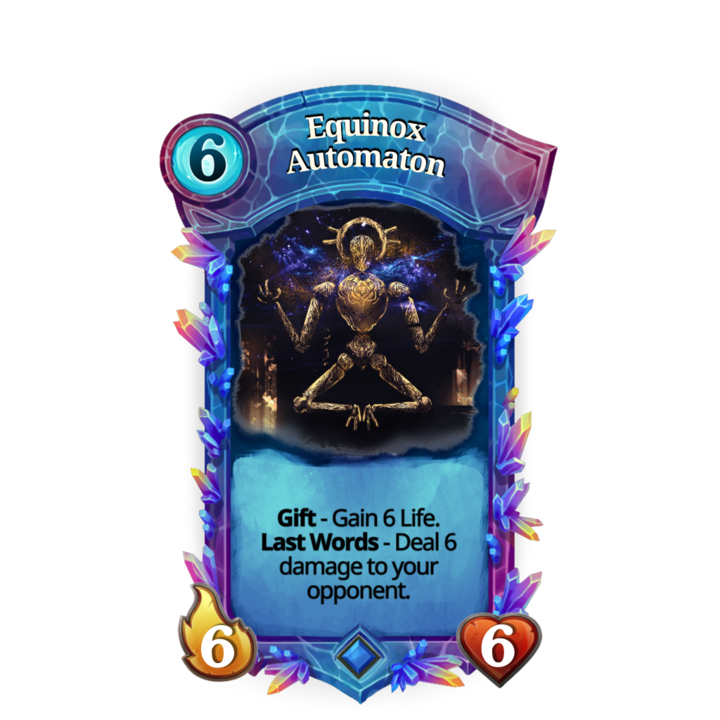 6
Equinox
Automaton
Gift - Gain 6 Life.
Last Words - Deal 6
damage to your
opponent.
6
6